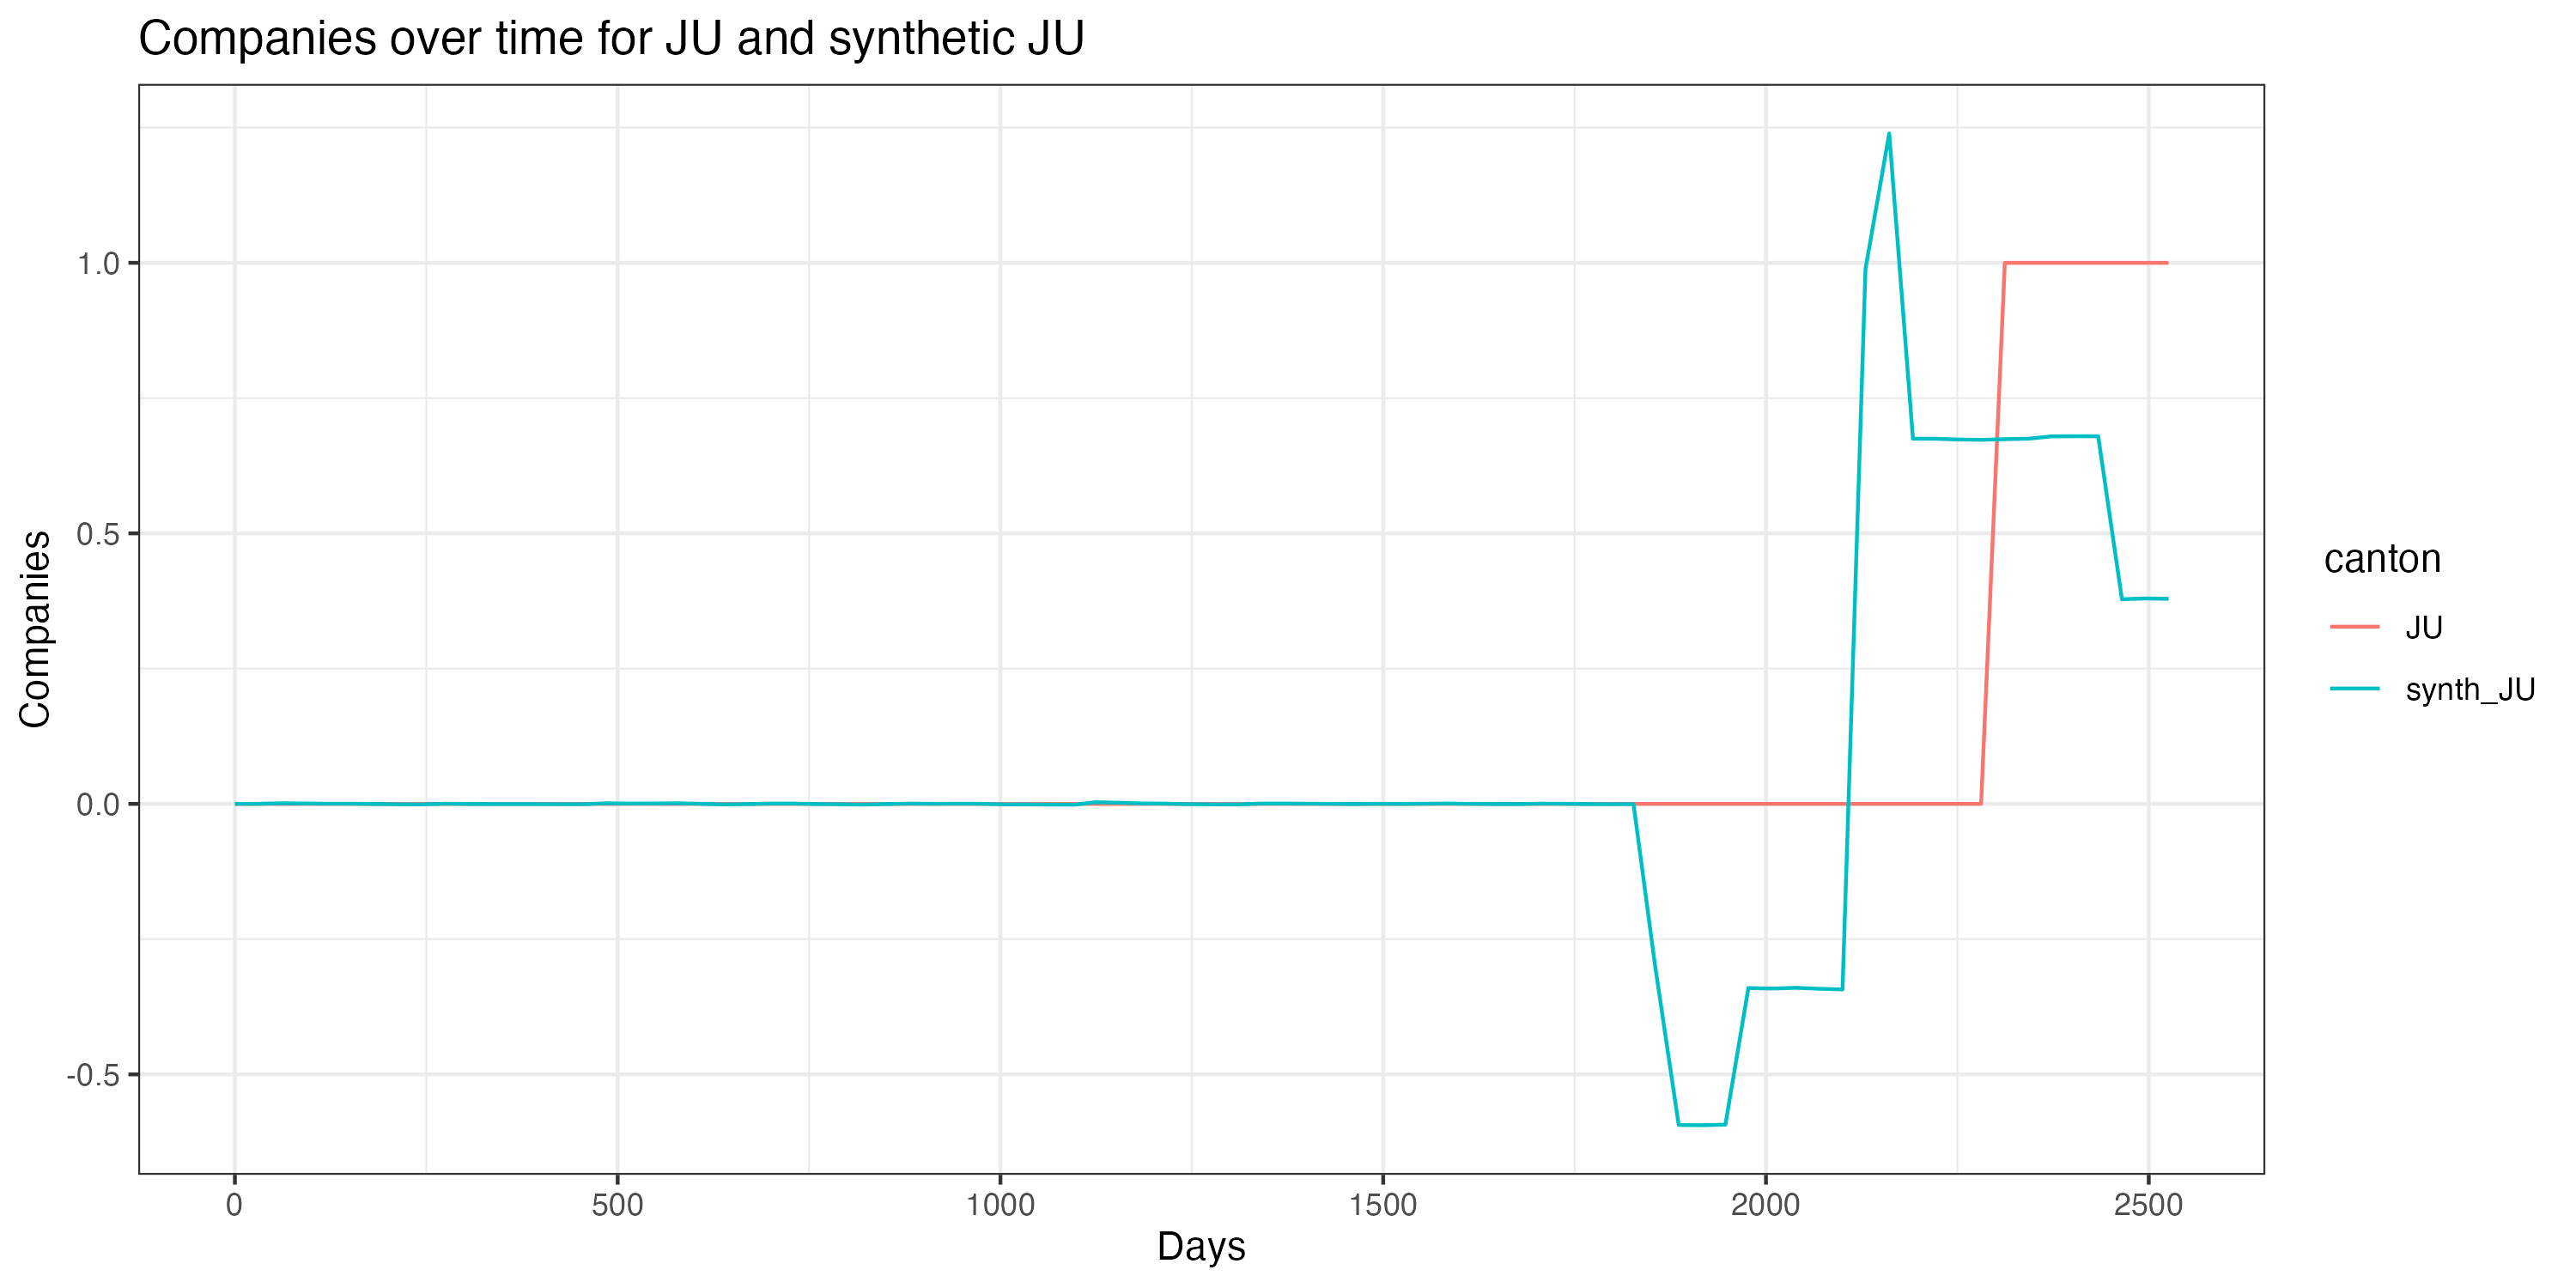 Companies over time for JU and synthetic JU
Companies
1.0
0.5
0.0
-0.5
0
500
1000
1500
2000
2500
Days
canton
JU
synth_JU